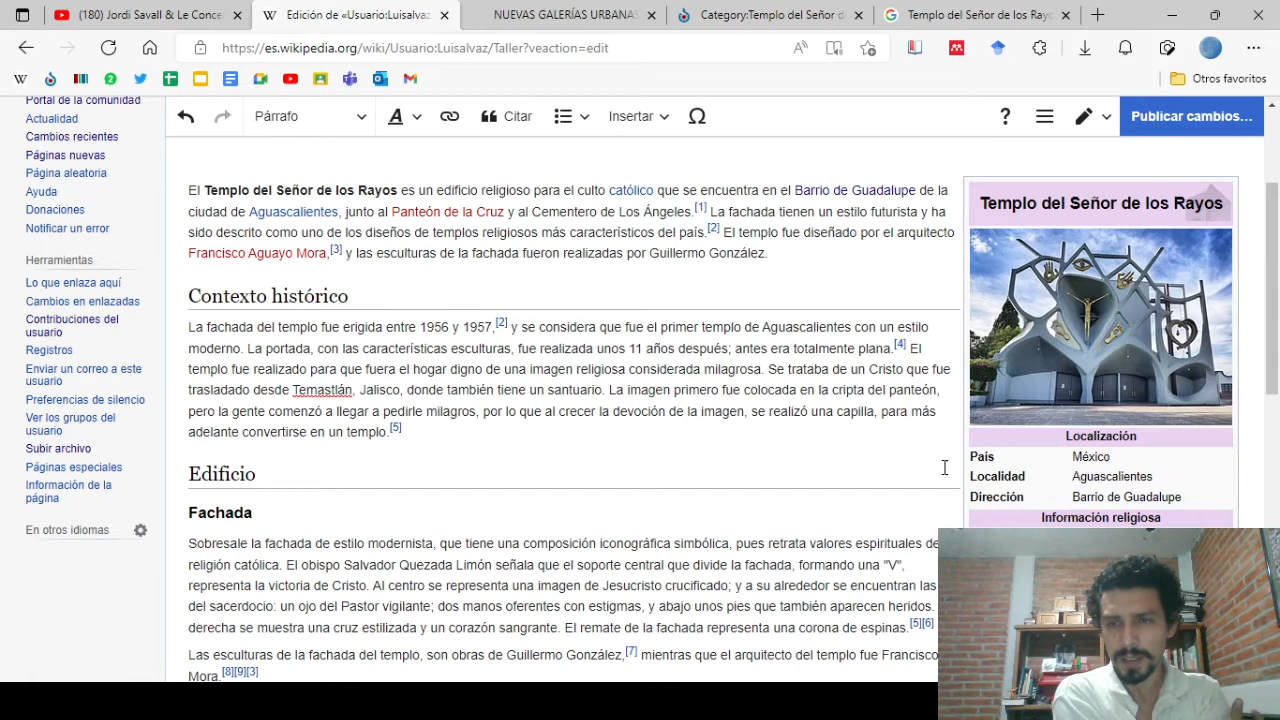 (180) Jordi Savall & Le Conce
Edición de «Usuario:Luisalvaz
NUEVAS GALERÍAS URBANAS
Category:Templo del Señor d
Templo del Señor de los Rayo
https://es.wikipedia.org/wiki/Usuario:Luisalvaz/Taller?veaction=edit
Otros favoritos
Portal de la comunidad
Actualidad
Cambios recientes
Páginas nuevas
Página aleatoria
Ayuda
Donaciones
Notificar un error
Herramientas
Lo que enlaza aquí
Cambios en enlazadas
Contribuciones del
usuario
Registros
Enviar un correo a este
usuario
Preferencias de silencio
Ver los grupos del
usuario
Subir archivo
Páginas especiales
Información de la
página
En otros idiomas
Párrafo
A
Citar
Insertar
Ω
?
Publicar cambios...
El Templo del Señor de los Rayos es un edificio religioso para el culto católico que se encuentra en el Barrio de Guadalupe de la
ciudad de Aguascalientes, junto al Panteón de la Cruz y al Cementero de Los Ángeles.[1] La fachada tienen un estilo futurista y ha
sido descrito como uno de los diseños de templos religiosos más característicos del país.[2] El templo fue diseñado por el arquitecto
Francisco Aguayo Mora,[3] y las esculturas de la fachada fueron realizadas por Guillermo González.
Contexto histórico
La fachada del templo fue erigida entre 1956 y 1957,[2] y se considera que fue el primer templo de Aguascalientes con un estilo
moderno. La portada, con las características esculturas, fue realizada unos 11 años después; antes era totalmente plana.[4] El
templo fue realizado para que fuera el hogar digno de una imagen religiosa considerada milagrosa. Se trataba de un Cristo que fue
trasladado desde Temastlán, Jalisco, donde también tiene un santuario. La imagen primero fue colocada en la cripta del panteón,
pero la gente comenzó a llegar a pedirle milagros, por lo que al crecer la devoción de la imagen, se realizó una capilla, para más
adelante convertirse en un templo.[5]
Edificio
Fachada
Sobresale la fachada de estilo modernista, que tiene una composición iconográfica simbólica, pues retrata valores espirituales de
religión católica. El obispo Salvador Quezada Limón señala que el soporte central que divide la fachada, formando una "V",
representa la victoria de Cristo. Al centro se representa una imagen de Jesucristo crucificado; y a su alrededor se encuentran las
del sacerdocio: un ojo del Pastor vigilante; dos manos oferentes con estigmas, y abajo unos pies que también aparecen heridos.
derecha se muestra una cruz estilizada y un corazón sangrante. El remate de la fachada representa una corona de espinas.[5][6]
Las esculturas de la fachada del templo, son obras de Guillermo González,[7] mientras que el arquitecto del templo fue Francisco
Mora.[8][9][3]
Templo del Señor de los Rayos
Localización
País México
Localidad Aguascalientes
Dirección Barrio de Guadalupe
Información religiosa